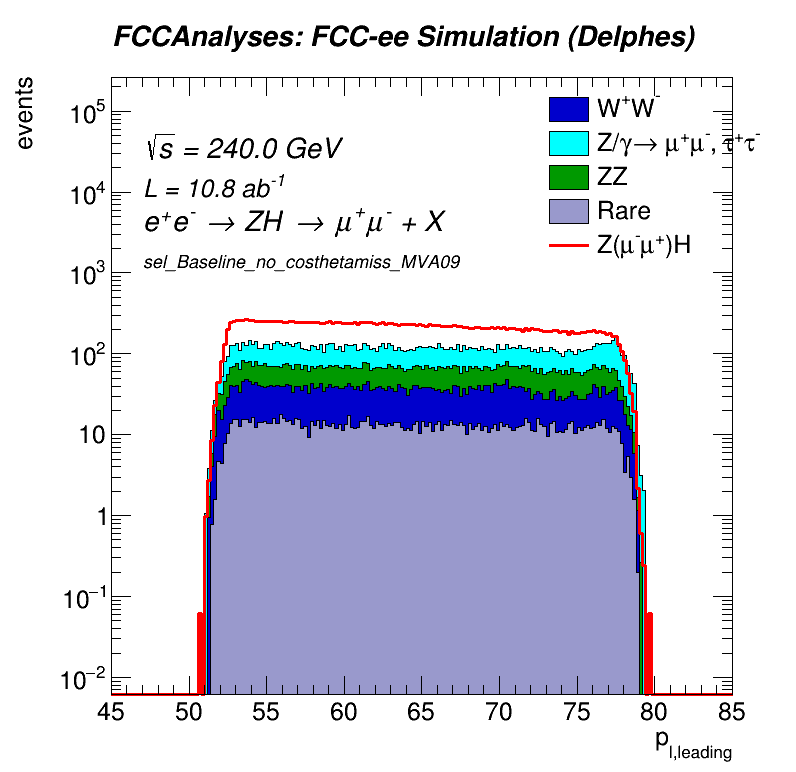 FCCAnalyses: FCC-ee Simulation (Delphes)
events
10⁵
10⁴
10³
10²
10
1
10⁻¹
10⁻²
√s = 240.0 GeV
L = 10.8 ab⁻¹
e⁺e⁻ → ZH → μ⁺μ⁻ + X
sel_Baseline_no_costhetamiss_MVA09
W⁺W⁻
Z/γ→ μ⁺μ⁻, τ⁺τ⁻
ZZ
Rare
Z(μ⁻μ⁺)H
45 50 55 60 65 70 75 80 85
p_l,leading